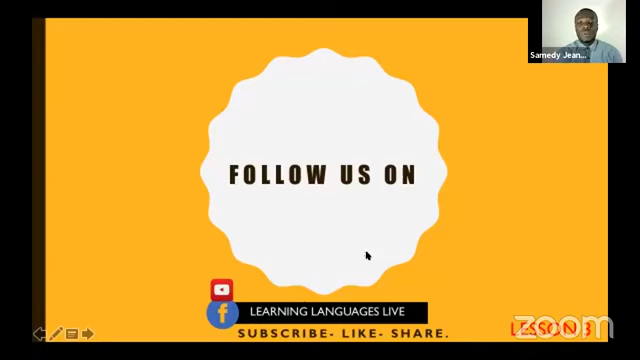 Samedy Jean...
FOLLOW US ON
f LEARNING LANGUAGES LIVE
SUBSCRIBE- LIKE- SHARE.
LESSON 3
zoom